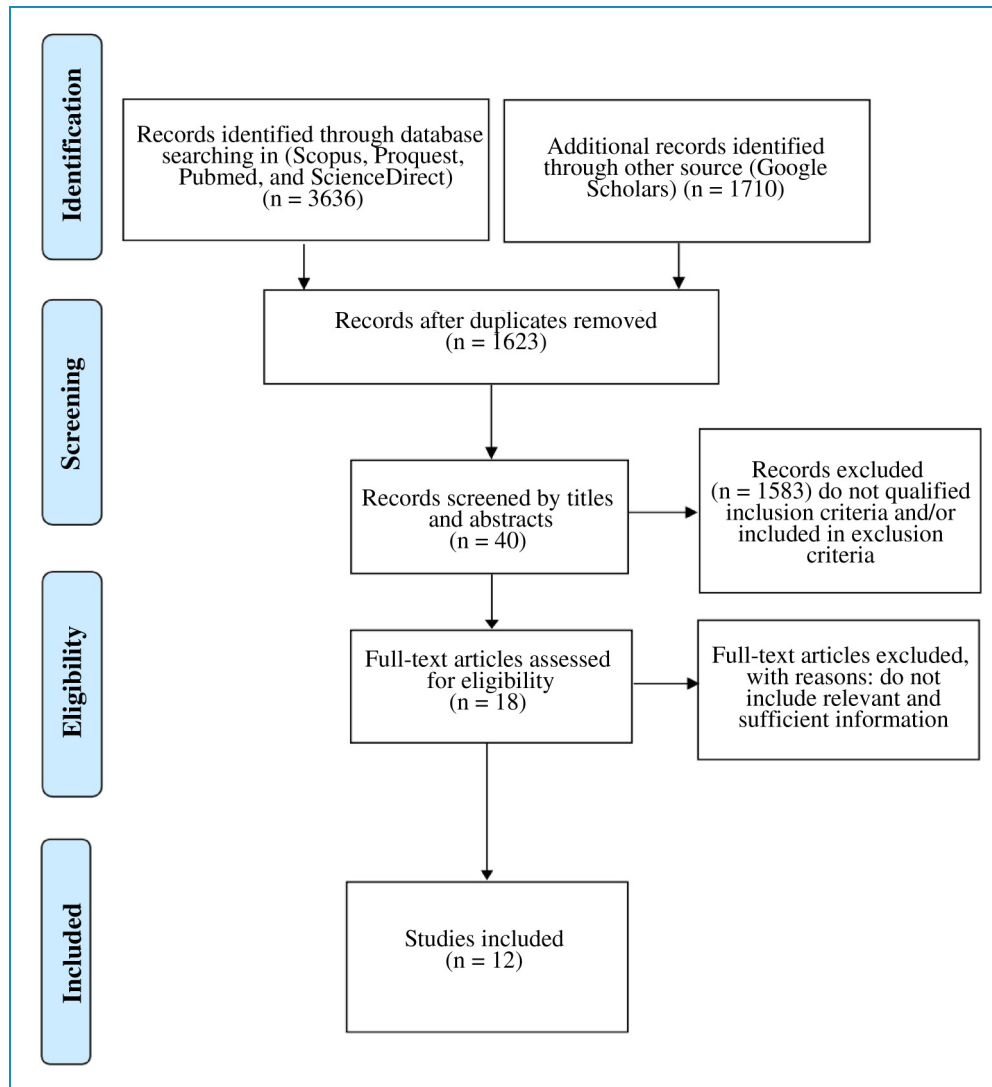 Identification
Records identified through database
searching in (Scopus, Proquest,
Pubmed, and ScienceDirect)
(n = 3636)
Additional records identified
through other source (Google
Scholars) (n = 1710)
Screening
Records after duplicates removed
(n = 1623)
Records screened by titles
and abstracts
(n = 40)
Records excluded
(n = 1583) do not qualified
inclusion criteria and/or
included in exclusion
criteria
Eligibility
Full-text articles assessed
for eligibility
(n = 18)
Full-text articles excluded,
with reasons: do not
include relevant and
sufficient information
Included
Studies included
(n = 12)